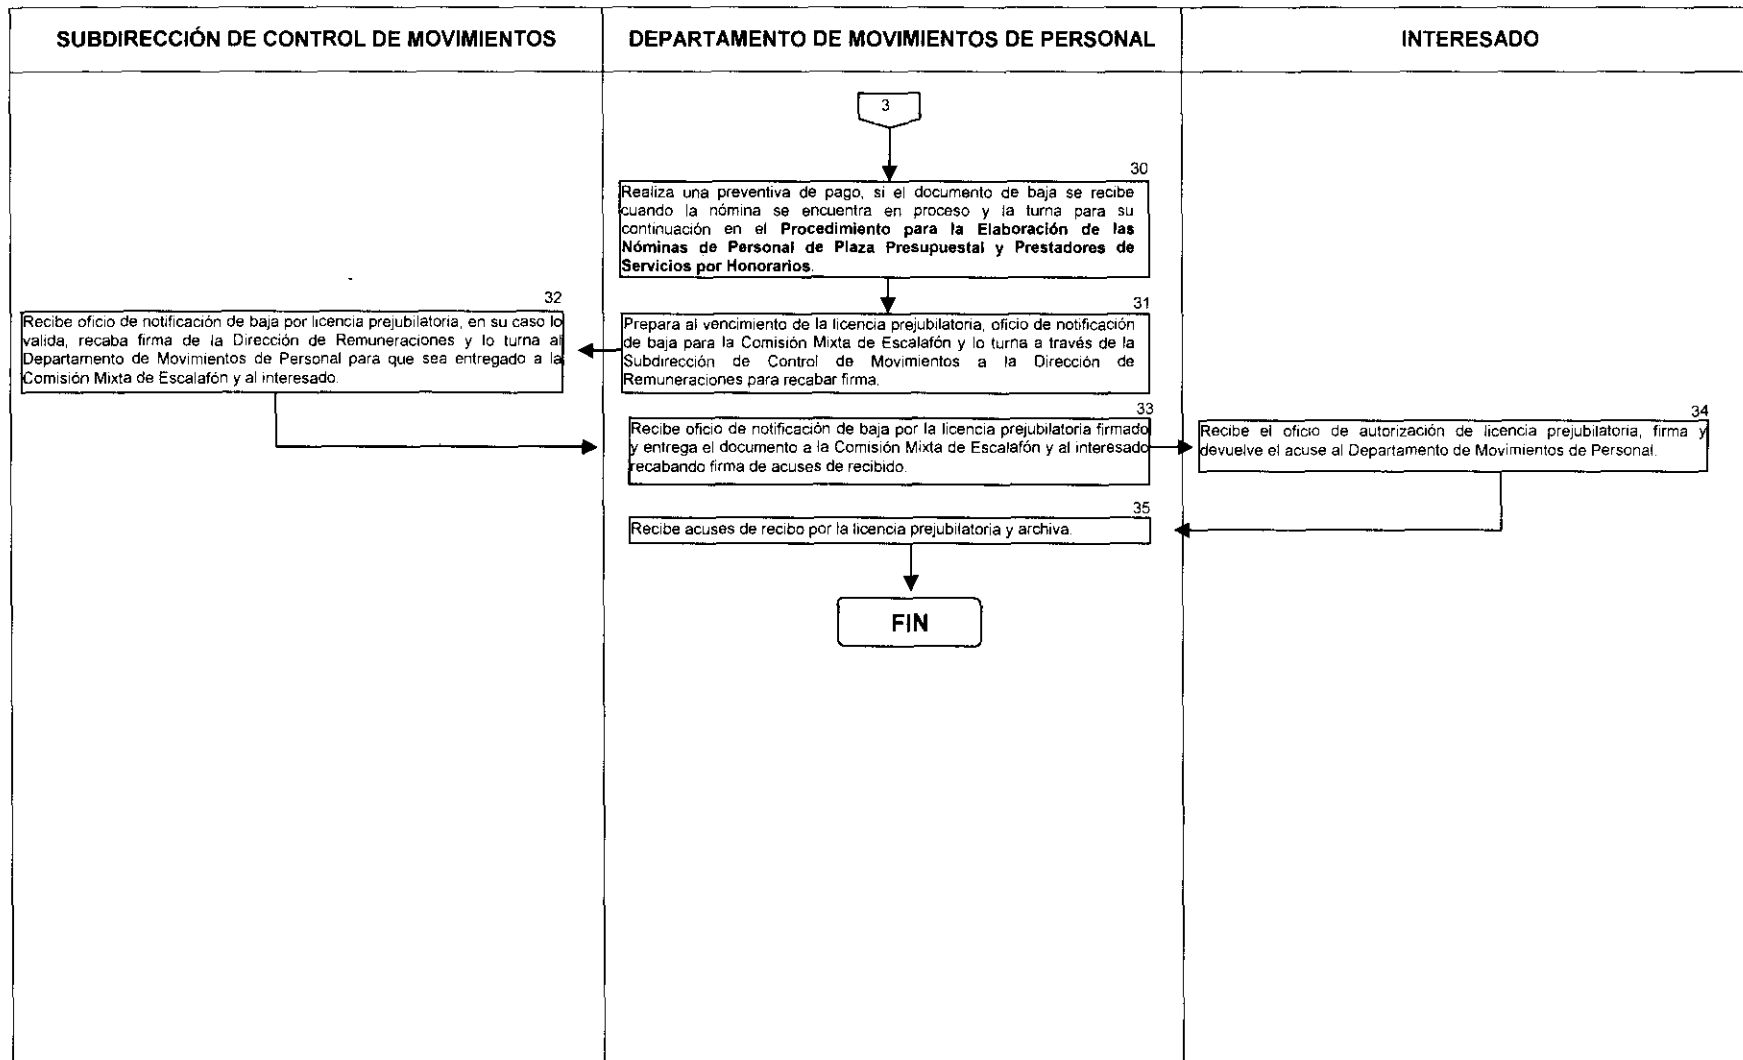 SUBDIRECCIÓN DE CONTROL DE MOVIMIENTOS
DEPARTAMENTO DE MOVIMIENTOS DE PERSONAL
INTERESADO
3
30
Realiza una preventiva de pago, si el documento de baja se recibe
cuando la nómina se encuentra en proceso y la turna para su
continuación en el Procedimiento para la Elaboración de las
Nóminas de Personal de Plaza Presupuestal y Prestadores de
Servicios por Honorarios.
31
Prepara al vencimiento de la licencia prejubilatoria, oficio de notificación
de baja para la Comisión Mixta de Escalafón y lo turna a través de la
Subdirección de Control de Movimientos a la Dirección de
Remuneraciones para recabar firma.
32
Recibe oficio de notificación de baja por licencia prejubilatoria, en su caso lo
valida, recaba firma de la Dirección de Remuneraciones y lo turna al
Departamento de Movimientos de Personal para que sea entregado a la
Comisión Mixta de Escalafón y al interesado.
33
Recibe oficio de notificación de baja por la licencia prejubilatoria firmado
y entrega el documento a la Comisión Mixta de Escalafón y al interesado
recabando firma de acuses de recibido.
34
Recibe el oficio de autorización de licencia prejubilatoria, firma y
devuelve el acuse al Departamento de Movimientos de Personal.
35
Recibe acuses de recibo por la licencia prejubilatoria y archiva.
FIN